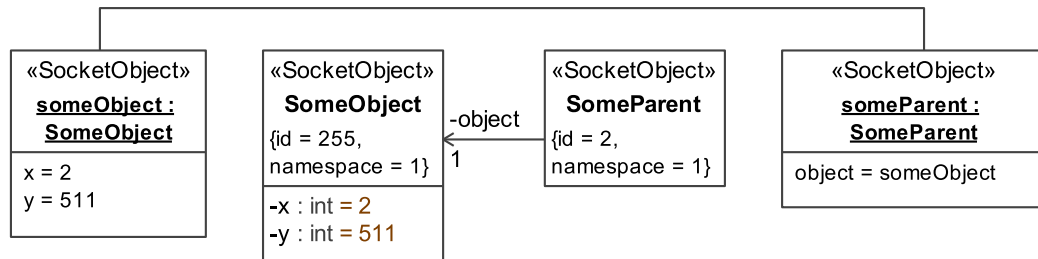 «SocketObject»
someObject :
SomeObject
x = 2
y = 511
«SocketObject»
SomeObject
{id = 255,
namespace = 1}
-x : int = 2
-y : int = 511
-object
1
«SocketObject»
SomeParent
{id = 2,
namespace = 1}
«SocketObject»
someParent :
SomeParent
object = someObject